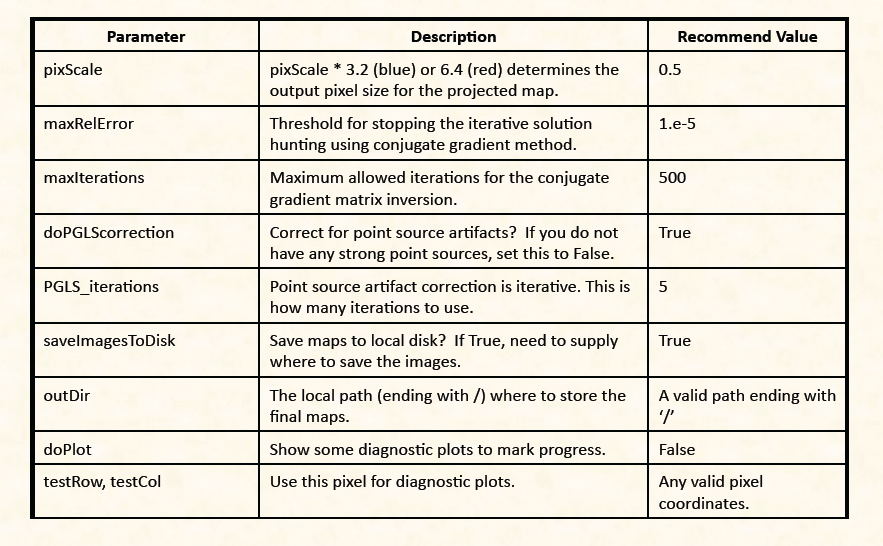 Parameter Description Recommend Value
pixScale pixScale * 3.2 (blue) or 6.4 (red) determines the 0.5
output pixel size for the projected map.
maxRelError Threshold for stopping the iterative solution 1.e-5
hunting using conjugate gradient method.
maxIterations Maximum allowed iterations for the conjugate 500
gradient matrix inversion.
doPGLScorrection Correct for point source artifacts?  If you do not True
have any strong point sources, set this to False.
PGLS_iterations Point source artifact correction is iterative. This is 5
how many iterations to use.
saveImagesToDisk Save maps to local disk?  If True, need to supply True
where to save the images.
outDir The local path (ending with /) where to store the A valid path ending with
final maps. ‘/’
doPlot Show some diagnostic plots to mark progress. False
testRow, testCol Use this pixel for diagnostic plots. Any valid pixel
coordinates.